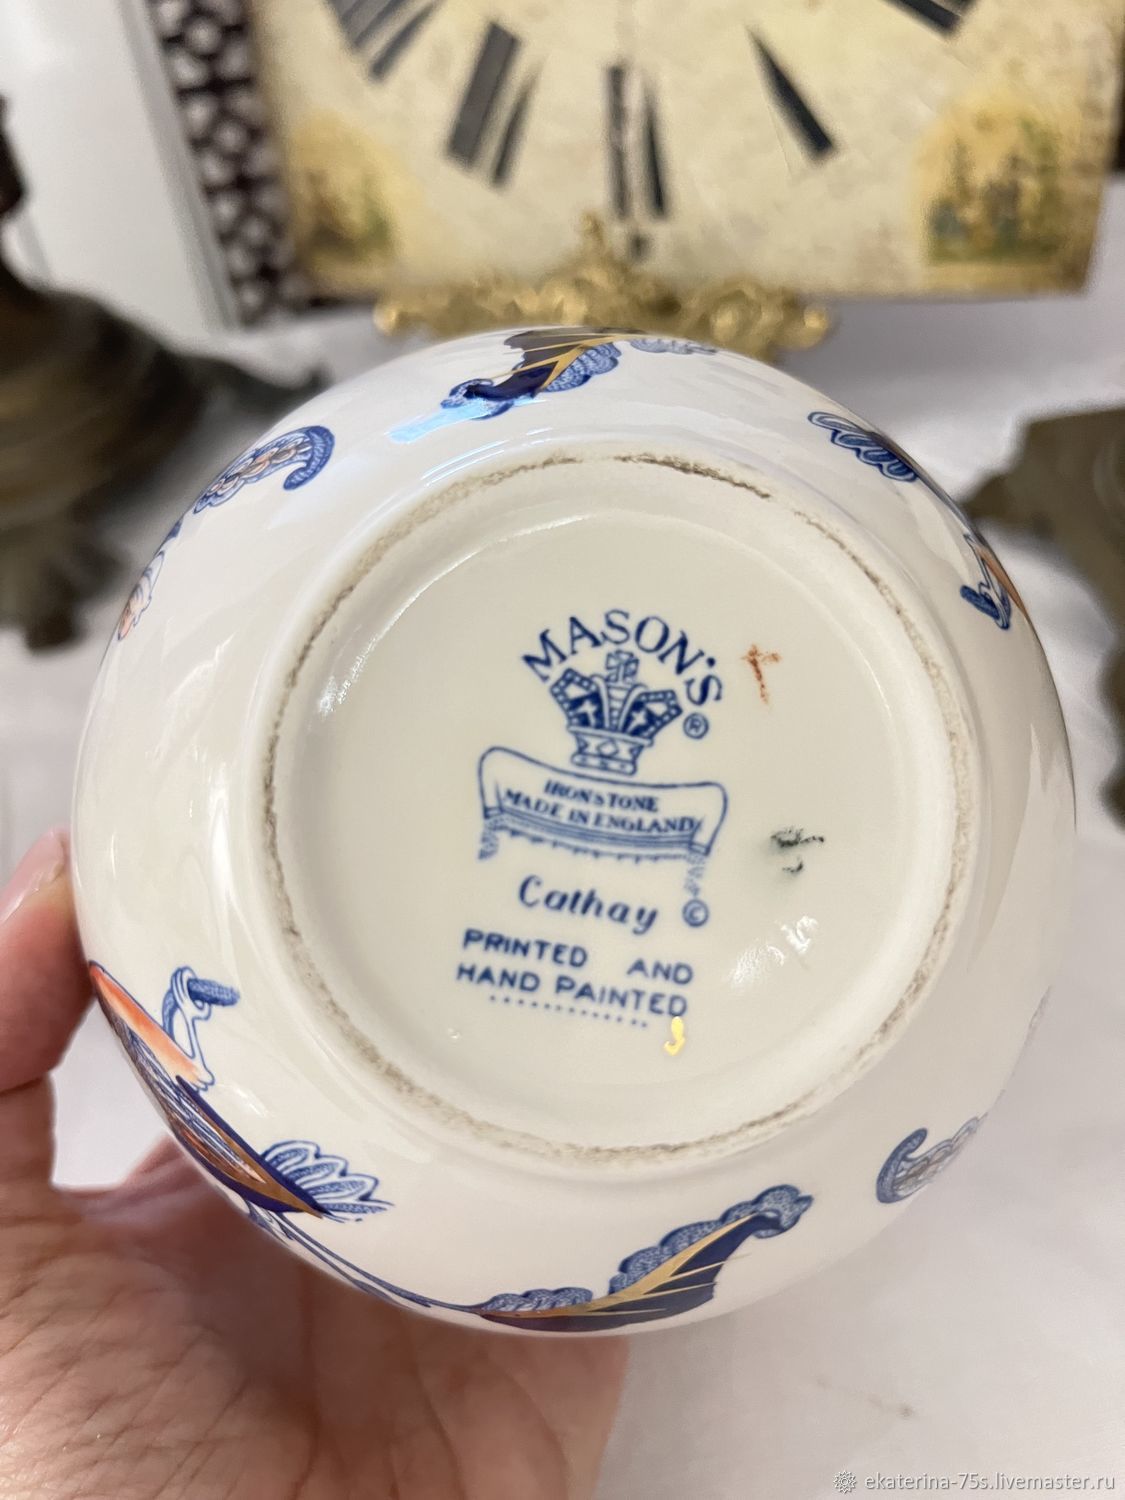 MASON'S
®
IRONSTONE
MADE IN ENGLAND
Cathay ©
PRINTED AND
HAND PAINTED
ekaterina-75s.livemaster.ru